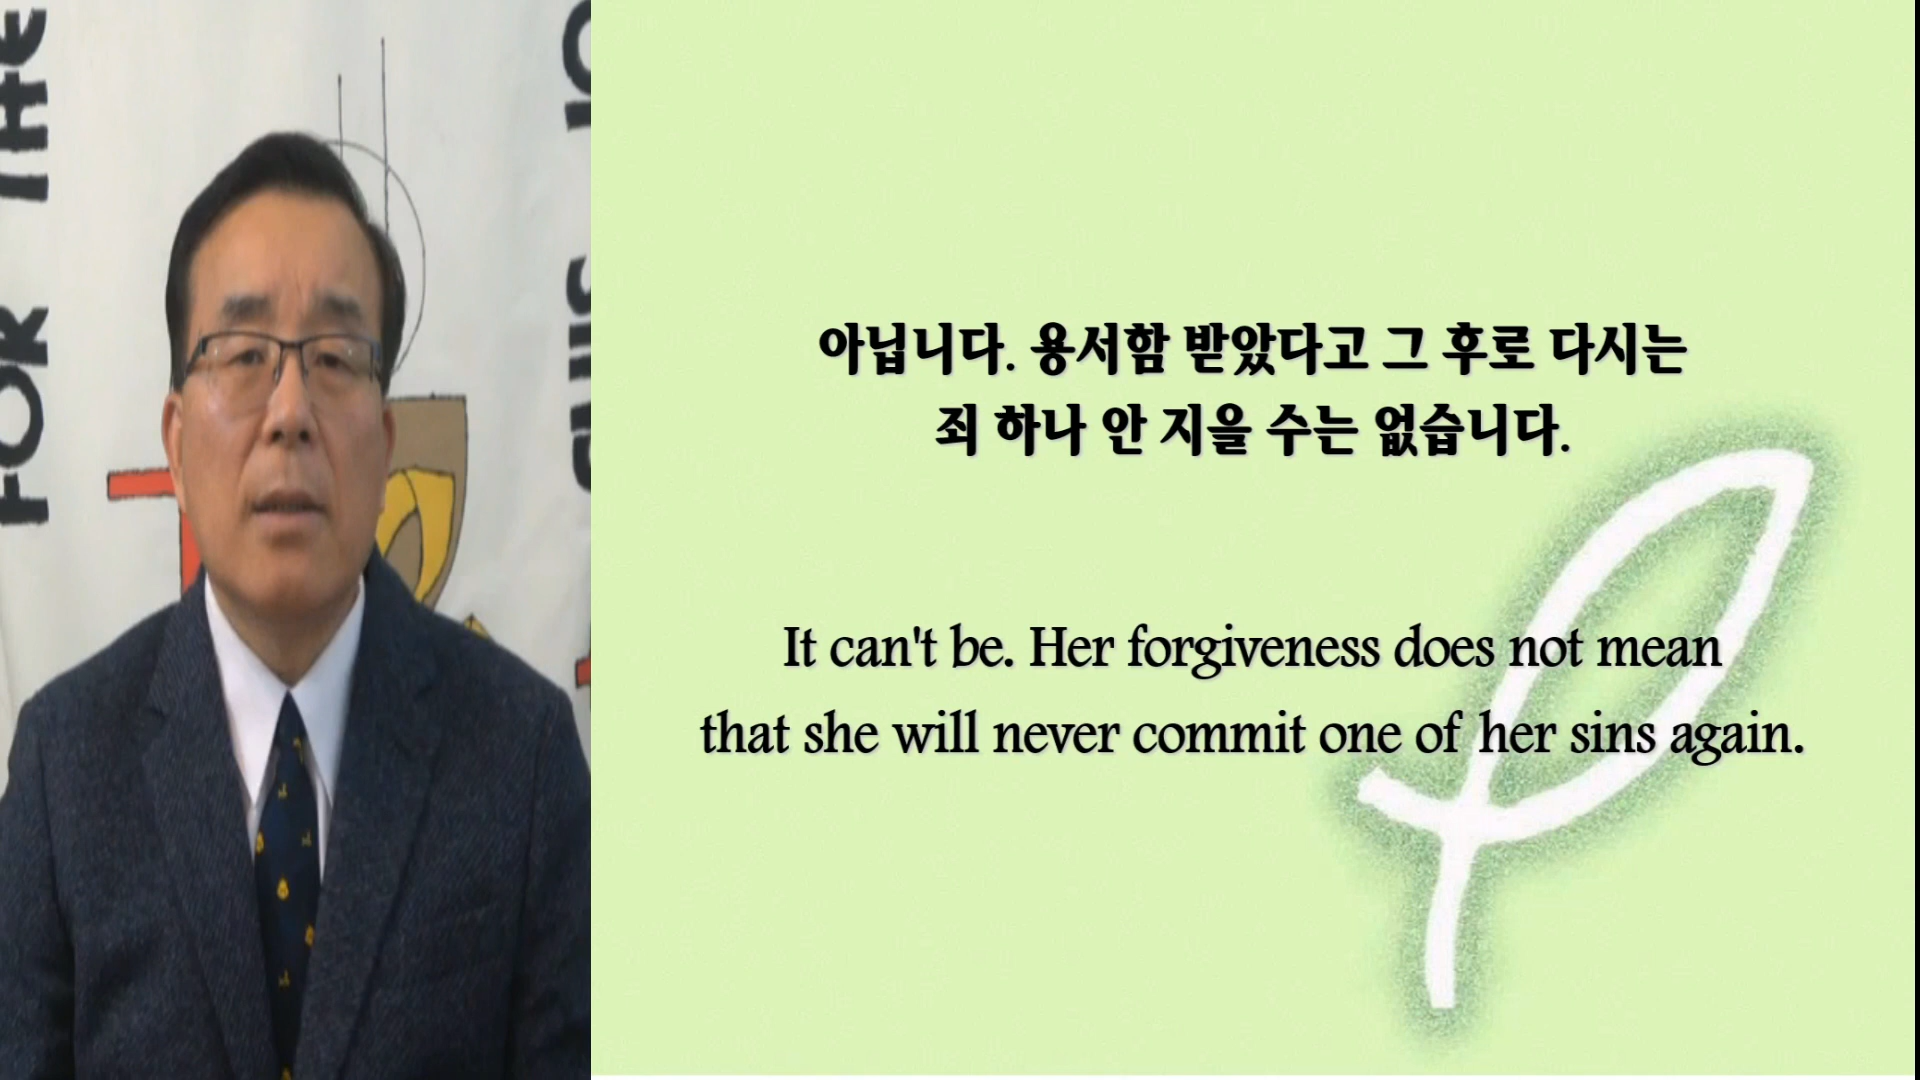 FOR THE
아닙니다. 용서함 받았다고 그 후로 다시는
죄 하나 안 지을 수는 없습니다.
It can't be. Her forgiveness does not mean
that she will never commit one of her sins again.